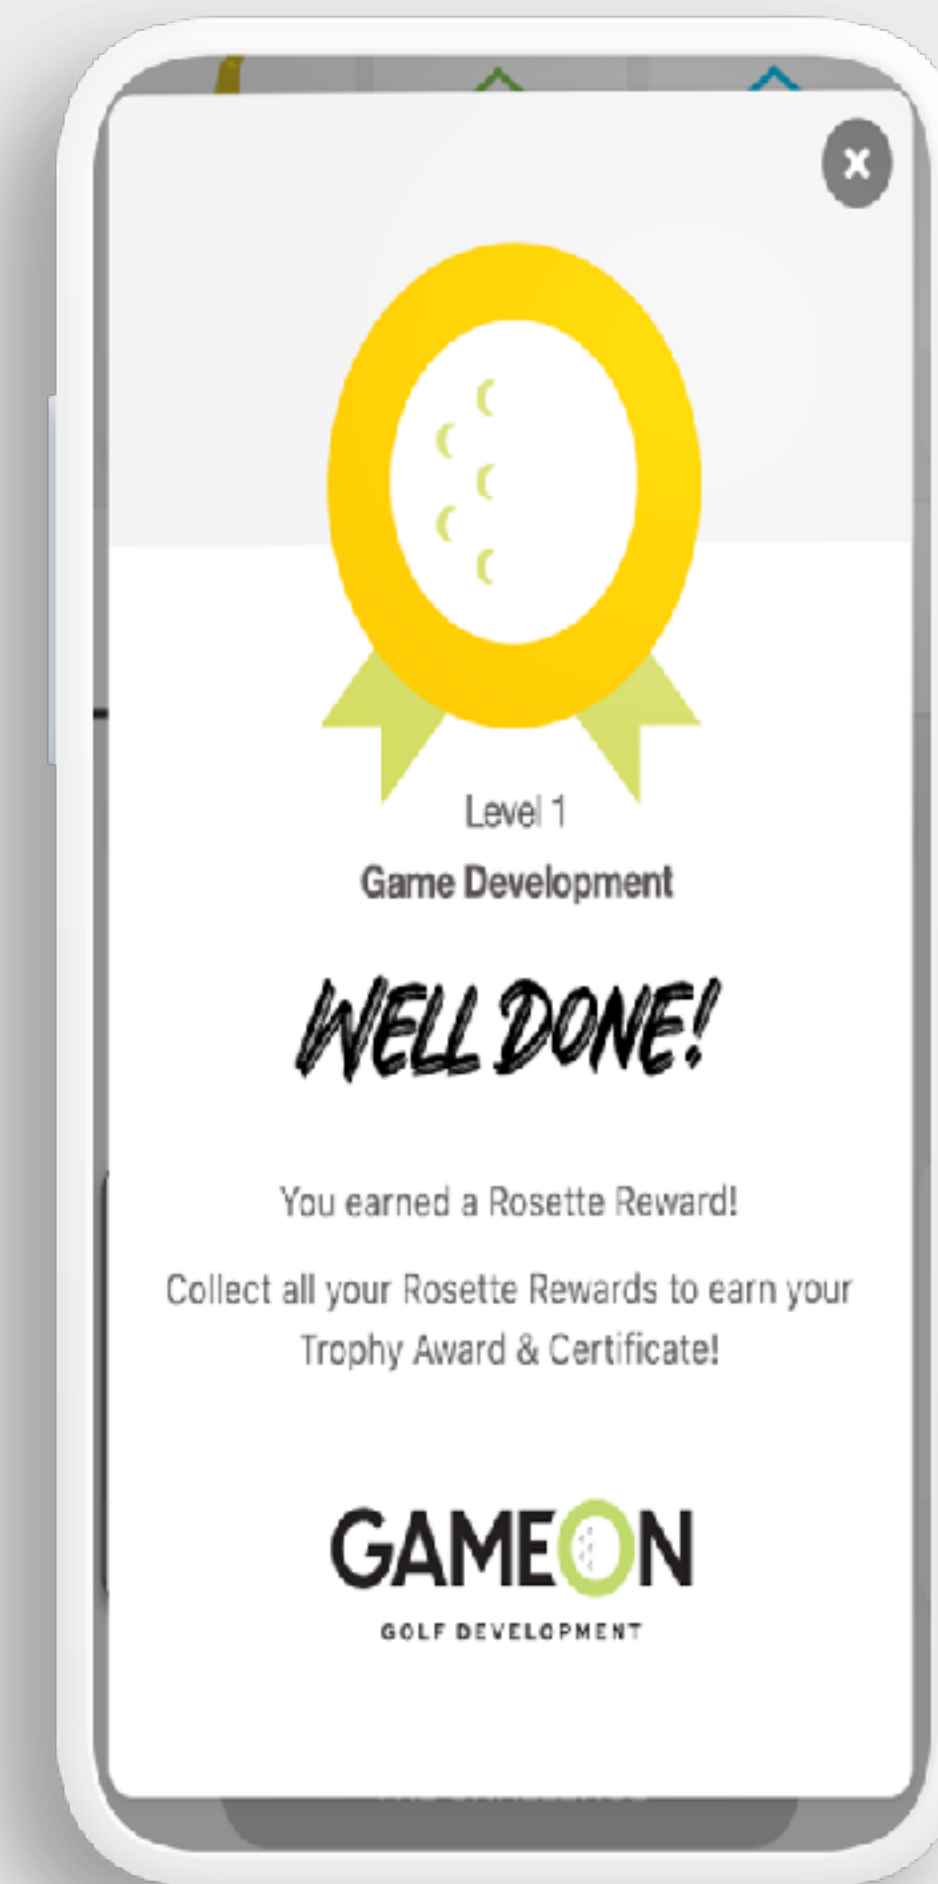 Level 1
Game Development
WELL DONE!
You earned a Rosette Reward!
Collect all your Rosette Rewards to earn your
Trophy Award & Certificate!
GAMEON
GOLF DEVELOPMENT